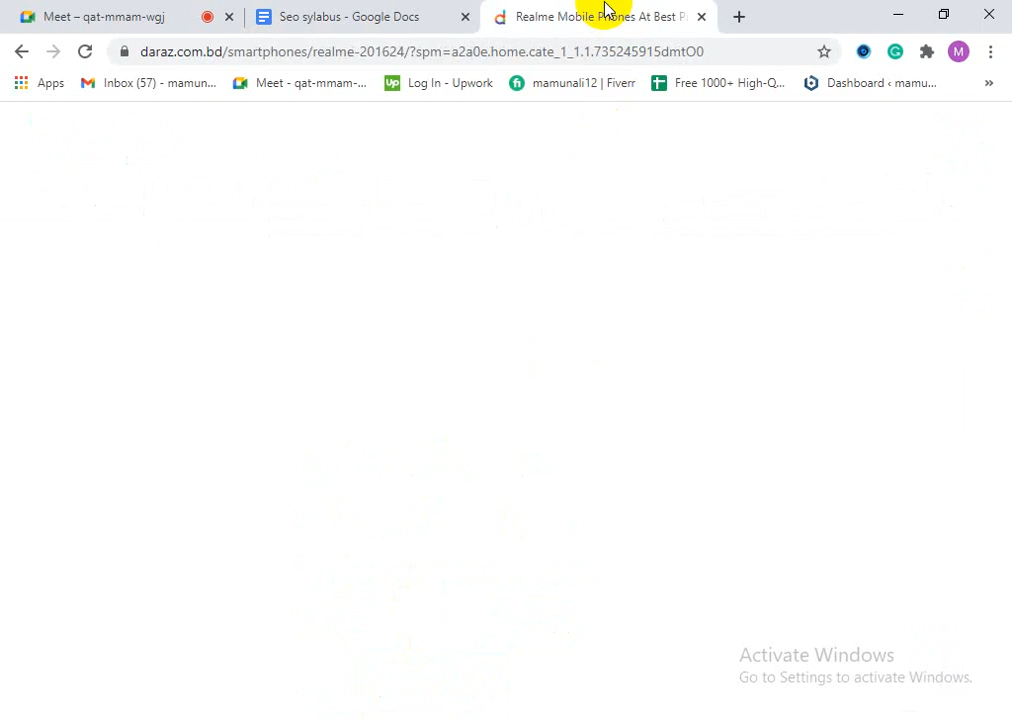 Meet – qat-mmam-wgj
Seo sylabus - Google Docs
Realme Mobile Phones At Best P
daraz.com.bd/smartphones/realme-201624/?spm=a2a0e.home.cate_1_1.1.735245915dmtO0
M
Apps
Inbox (57) - mamun...
Meet - qat-mmam-...
Up
Log In - Upwork
fi
mamunali12 | Fiverr
Free 1000+ High-Q...
Dashboard ‹ mamu...
»
Activate Windows
Go to Settings to activate Windows.